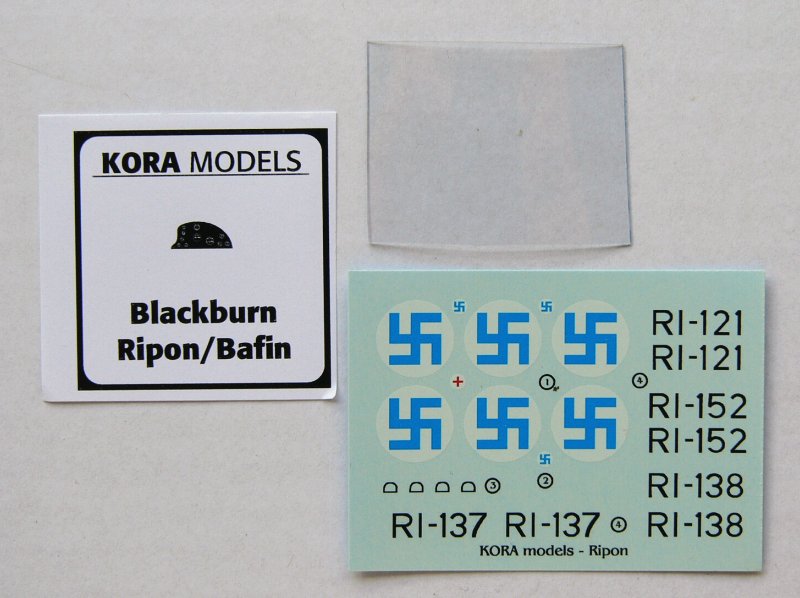 KORA MODELS
Blackburn
Ripon/Bafin
RI-121
RI-121
1
4
RI-152
RI-152
3
2
RI-138
RI-137 RI-137 4 RI-138
KORA models - Ripon